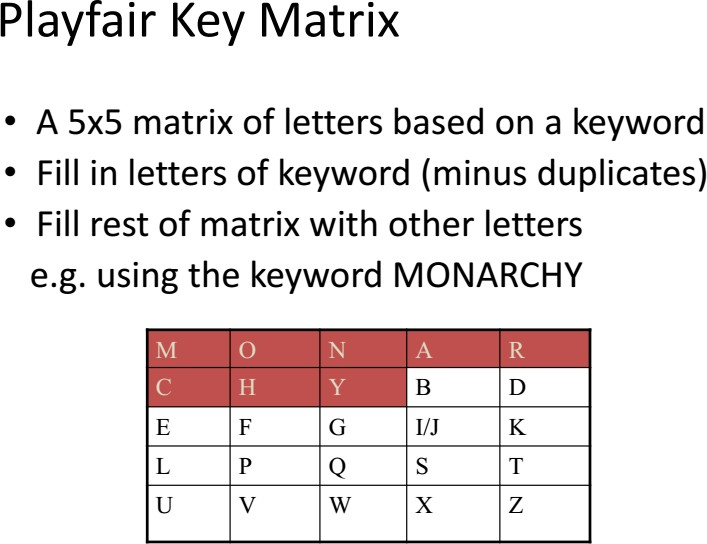 Playfair Key Matrix
• A 5x5 matrix of letters based on a keyword
• Fill in letters of keyword (minus duplicates)
• Fill rest of matrix with other letters
e.g. using the keyword MONARCHY
M O N A R
C H Y B D
E F G I/J K
L P Q S T
U V W X Z